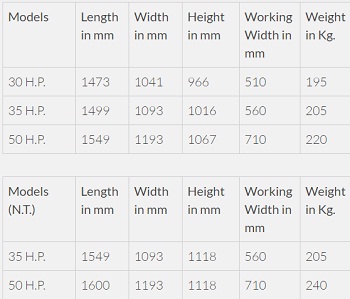 Models Length in mm Width in mm Height in mm Working Width in mm Weight in Kg.
30 H.P. 1473 1041 966 510 195
35 H.P. 1499 1093 1016 560 205
50 H.P. 1549 1193 1067 710 220
Models (N.T.) Length in mm Width in mm Height in mm Working Width in mm Weight in Kg.
35 H.P. 1549 1093 1118 560 205
50 H.P. 1600 1193 1118 710 240